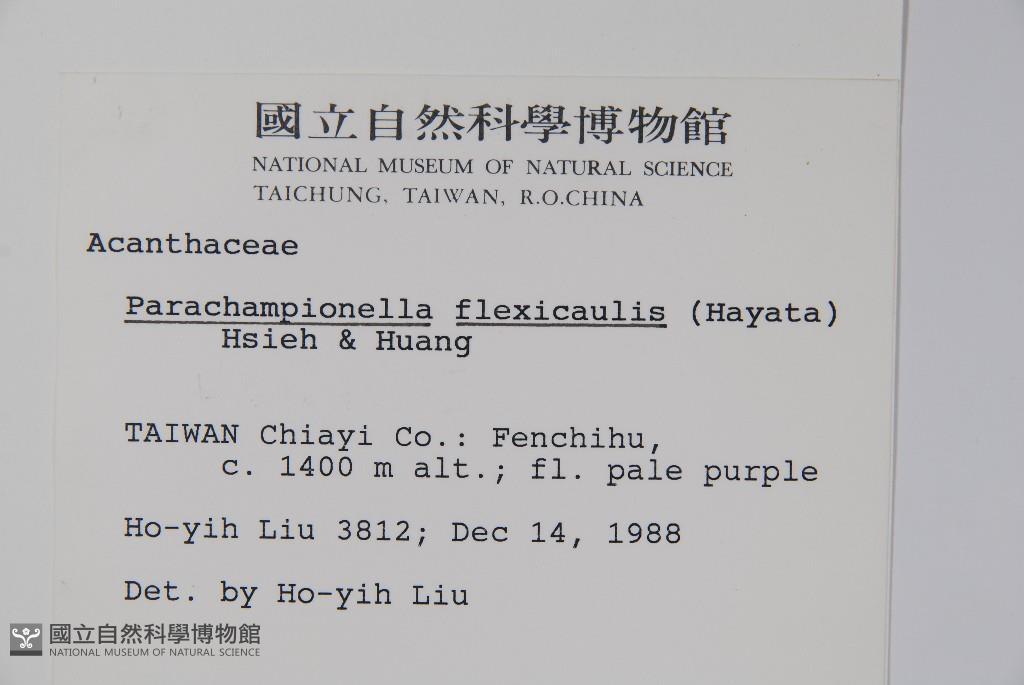 國立自然科學博物館
NATIONAL MUSEUM OF NATURAL SCIENCE
TAICHUNG, TAIWAN, R.O.CHINA
Acanthaceae
Parachampionella flexicaulis (Hayata)
Hsieh & Huang
TAIWAN Chiayi Co.: Fenchihu,
c. 1400 m alt.; fl. pale purple
Ho-yih Liu 3812; Dec 14, 1988
Det. by Ho-yih Liu
國立自然科學博物館
NATIONAL MUSEUM OF NATURAL SCIENCE